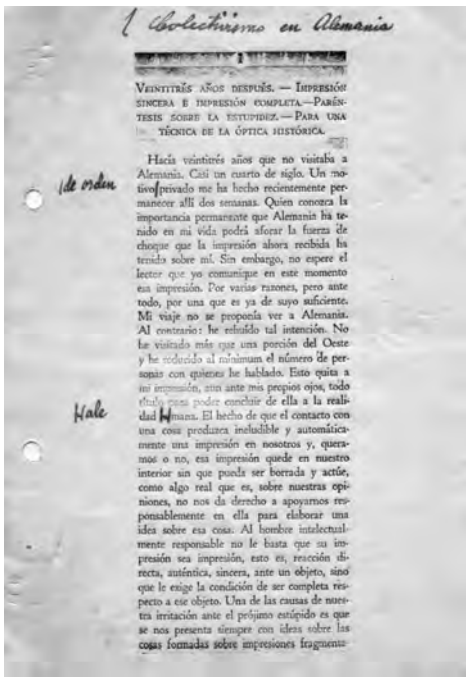 Colectivismo en Alemania
I
VEINTITRÉS AÑOS DESPUÉS. — IMPRESIÓN
SINCERA E IMPRESIÓN COMPLETA.—PARÉN-
TESIS SOBRE LA ESTUPIDEZ. — PARA UNA
TÉCNICA DE LA ÓPTICA HISTÓRICA.
Hacía veintitrés años que no visitaba a
Alemania. Casi un cuarto de siglo. Un mo-
/de orden
tivo/privado me ha hecho recientemente per-
manecer allí dos semanas. Quien conozca la
importancia permanente que Alemania ha te-
nido en mi vida podrá aforar la fuerza de
choque que la impresión ahora recibida ha
tenido sobre mí. Sin embargo, no espere el
lector que yo comunique en este momento
esa impresión. Por varias razones, pero ante
todo, por una que es ya de suyo suficiente.
Mi viaje no se proponía ver a Alemania.
Al contrario: he rehuído tal intención. No
he visitado más que una porción del Oeste
y he reducido al mínimum el número de per-
sonas con quienes he hablado. Esto quita a
mi impresión, aun ante mis propios ojos, todo
título para poder concluir de ella a la reali-
dad mana. El hecho de que el contacto con
una cosa produzca ineludible y automática-
mente una impresión en nosotros y, quera-
mos o no, esa impresión quede en nuestro
interior sin que pueda ser borrada y actúe,
como algo real que es, sobre nuestras opi-
niones, no nos da derecho a apoyarnos res-
ponsablemente en ella para elaborar una
idea sobre esa cosa. Al hombre intelectual-
mente responsable no le basta que su im-
presión sea impresión, esto es, reacción di-
recta, auténtica, sincera, ante un objeto, sino
que le exige la condición de ser completa res-
pecto a ese objeto. Una de las causas de nues-
tra irritación ante el prójimo estúpido es que
se nos presenta siempre con ideas sobre las
cosas formadas sobre impresiones fragmenta-